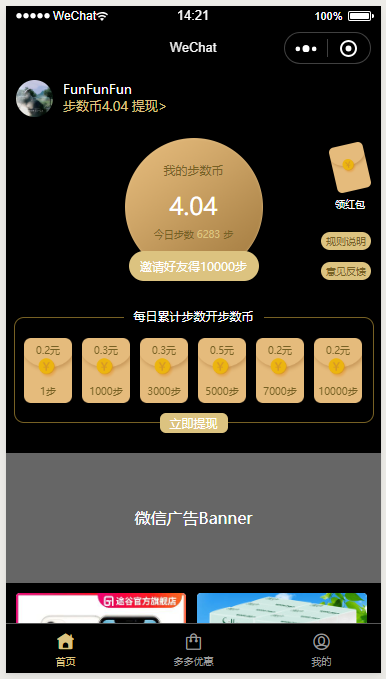 WeChat
14:21
100%
WeChat
FunFunFun
步数币4.04 提现>
我的步数币
4.04
今日步数 6283 步
邀请好友得10000步
领红包
规则说明
意见反馈
每日累计步数开步数币
0.2元 0.3元 0.3元 0.5元 0.2元 0.2元
¥ ¥ ¥ ¥ ¥ ¥
1步 1000步 3000步 5000步 7000步 10000步
立即提现
微信广告Banner
途谷官方旗舰店
首页 多多优惠 我的